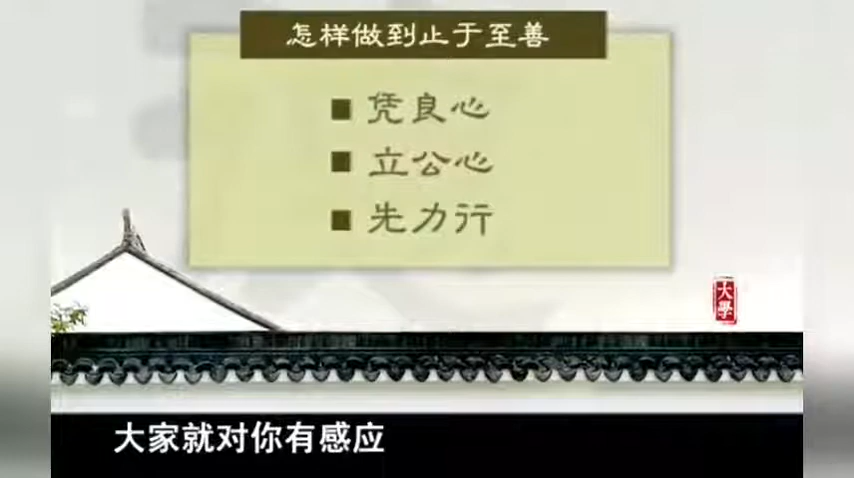 怎样做到止于至善
凭良心
立公心
先力行
大學
大家就对你有感应